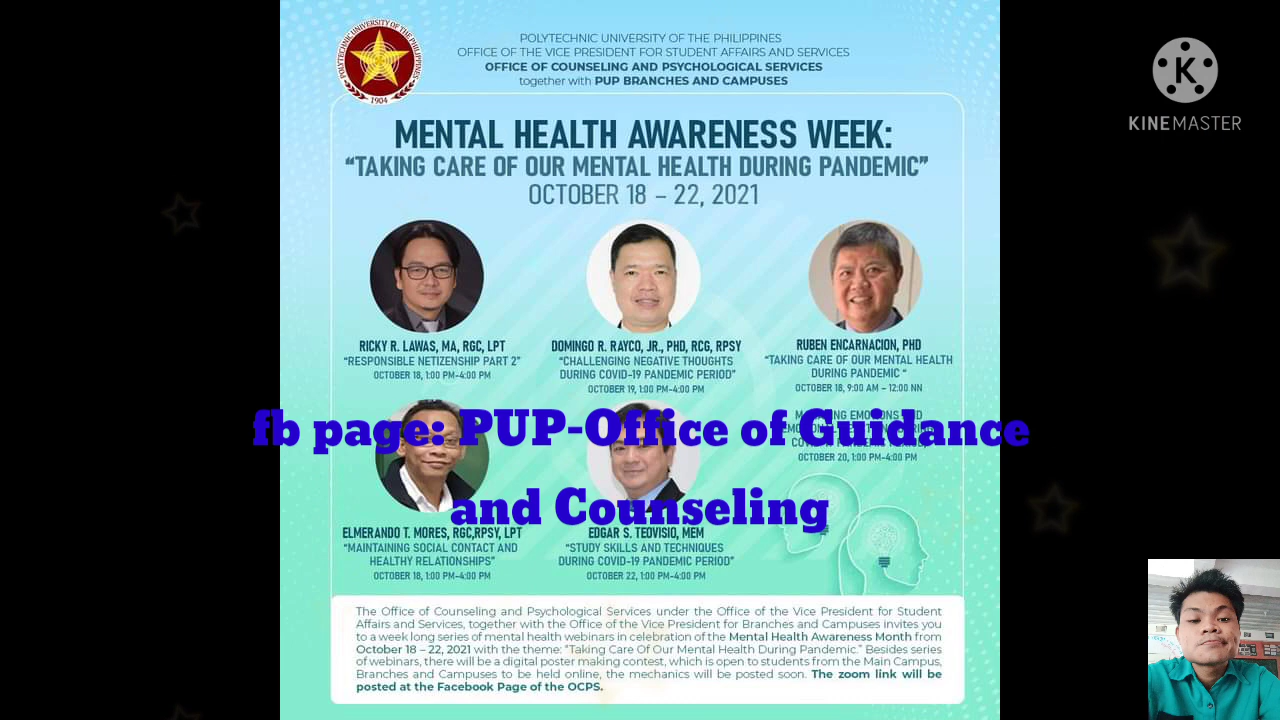 POLYTECHNIC UNIVERSITY OF THE PHILIPPINES
1904
POLYTECHNIC UNIVERSITY OF THE PHILIPPINES
OFFICE OF THE VICE PRESIDENT FOR STUDENT AFFAIRS AND SERVICES
OFFICE OF COUNSELING AND PSYCHOLOGICAL SERVICES
together with PUP BRANCHES AND CAMPUSES
K
KINEMASTER
MENTAL HEALTH AWARENESS WEEK:
“TAKING CARE OF OUR MENTAL HEALTH DURING PANDEMIC”
OCTOBER 18 – 22, 2021
RICKY R. LAWAS, MA, RGC, LPT
“RESPONSIBLE NETIZENSHIP PART 2”
OCTOBER 18, 1:00 PM-4:00 PM
DOMINGO R. RAYCO, JR., PHD, RCG, RPSY
“CHALLENGING NEGATIVE THOUGHTS
DURING COVID-19 PANDEMIC PERIOD”
OCTOBER 19, 1:00 PM-4:00 PM
RUBEN ENCARNACION, PHD
“TAKING CARE OF OUR MENTAL HEALTH
DURING PANDEMIC “
OCTOBER 18, 9:00 AM – 12:00 NN
OCTOBER 20, 1:00 PM-4:00 PM
fb page: PUP-Office of Guidance
and Counseling
ELMERANDO T. MORES, RGC,RPSY, LPT
“MAINTAINING SOCIAL CONTACT AND
HEALTHY RELATIONSHIPS”
OCTOBER 18, 1:00 PM-4:00 PM
EDGAR S. TEOVISIO, MEM
“STUDY SKILLS AND TECHNIQUES
DURING COVID-19 PANDEMIC PERIOD”
OCTOBER 22, 1:00 PM-4:00 PM
The Office of Counseling and Psychological Services under the Office of the Vice President for Student
Affairs and Services, together with the Office of the Vice President for Branches and Campuses invites you
to a week long series of mental health webinars in celebration of the Mental Health Awareness Month from
October 18 – 22, 2021 with the theme: “Taking Care Of Our Mental Health During Pandemic.” Besides series
of webinars, there will be a digital poster making contest, which is open to students from the Main Campus,
Branches and Campuses to be held online, the mechanics will be posted soon. The zoom link will be
posted at the Facebook Page of the OCPS.